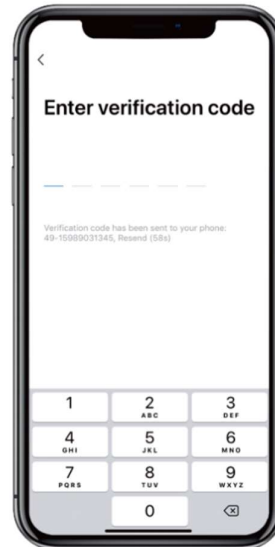 Enter verification code
Verification code has been sent to your phone:
49-15989031345, Resend (58s)
1
2
ABC
3
DEF
4
GHI
5
JKL
6
MNO
7
PQRS
8
TUV
9
WXYZ
0